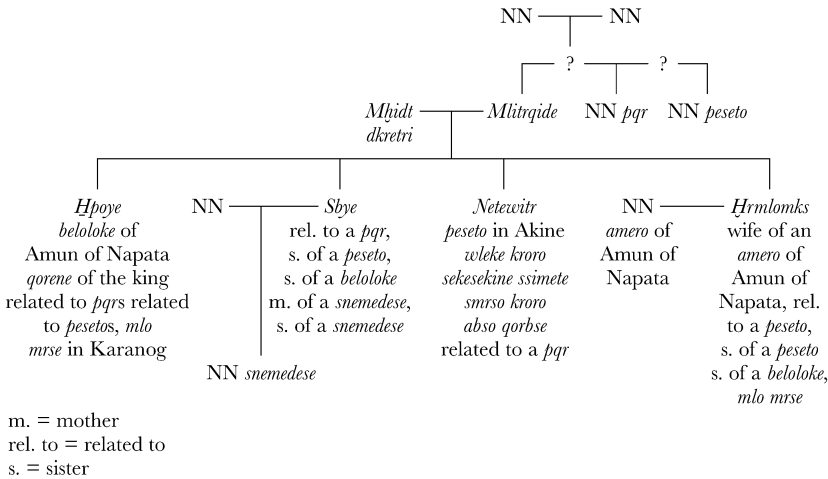 NN NN
? ?
Mḫidt Mlitrqide NN pqr NN peseto
dkretri
H̱poye
beloloke of
Amun of Napata
qorene of the king
related to pqrs related
to pesetos, mlo
mrse in Karanog
NN Sbye
rel. to a pqr,
s. of a peseto,
s. of a beloloke
m. of a snemedese,
s. of a snemedese
NN snemedese
Netewitr
peseto in Akine
wleke kroro
sekesekine ssimete
smrso kroro
abso qorbse
related to a pqr
NN
amero of
Amun of
Napata
Ḫrmlomks
wife of an
amero of
Amun of
Napata, rel.
to a peseto,
s. of a peseto
s. of a beloloke,
mlo mrse
m. = mother
rel. to = related to
s. = sister